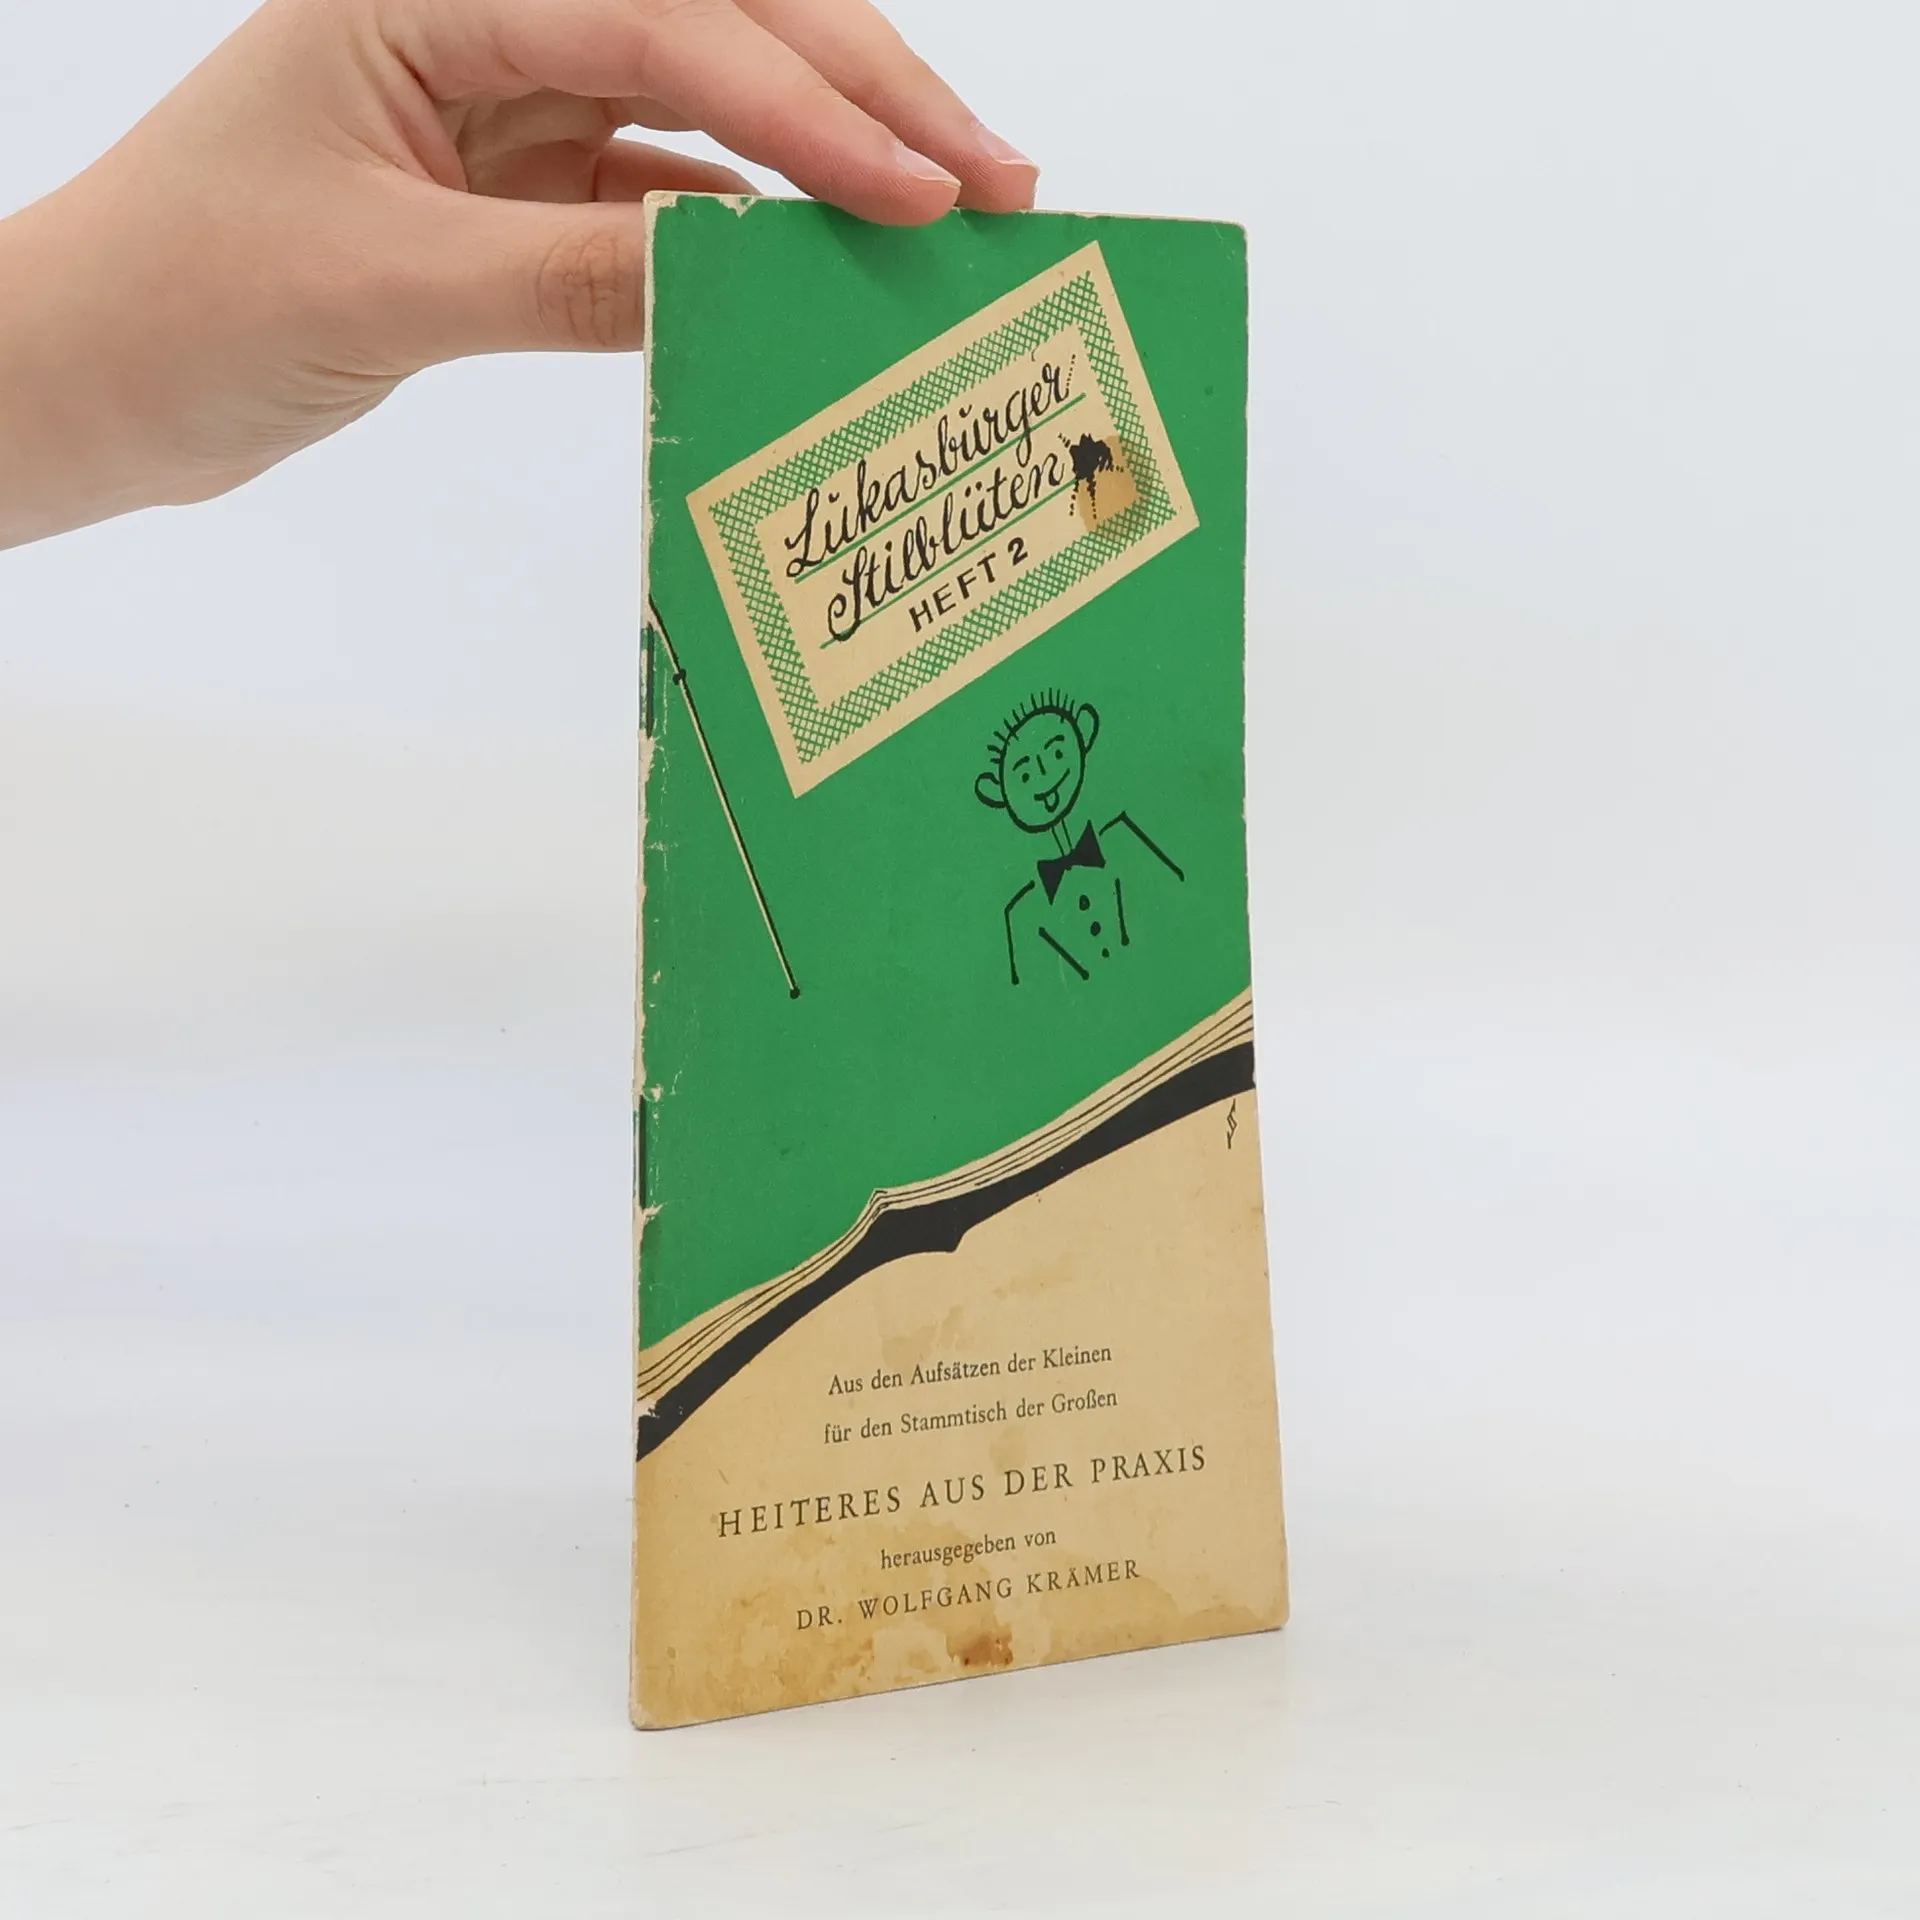 Lukasburger
Stilblüten
HEFT 2
Aus den Aufsätzen der Kleinen
für den Stammtisch der Großen
HEITERES AUS DER PRAXIS
herausgegeben von
DR. WOLFGANG KRÄMER